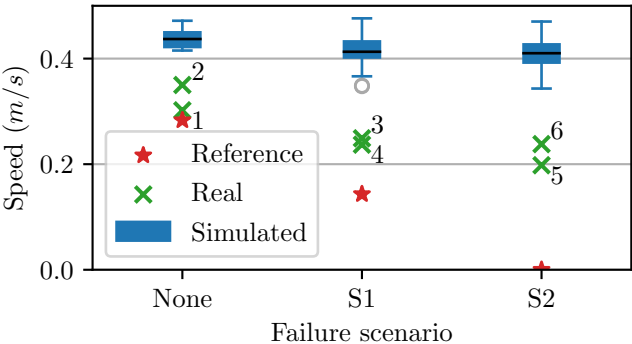 Speed (m/s)
0.4
0.2
0.0
2
1
3
4
6
5
Reference
Real
Simulated
None
S1
S2
Failure scenario